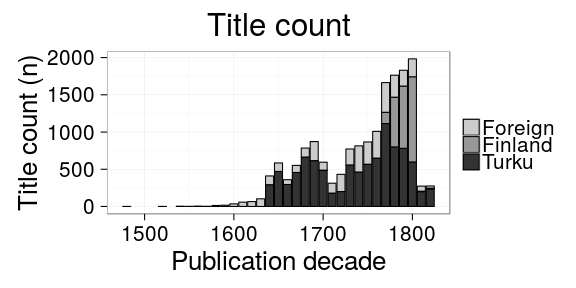 Title count
Title count (n)
2000
1500
1000
500
0
1500
1600
1700
1800
Publication decade
Foreign
Finland
Turku